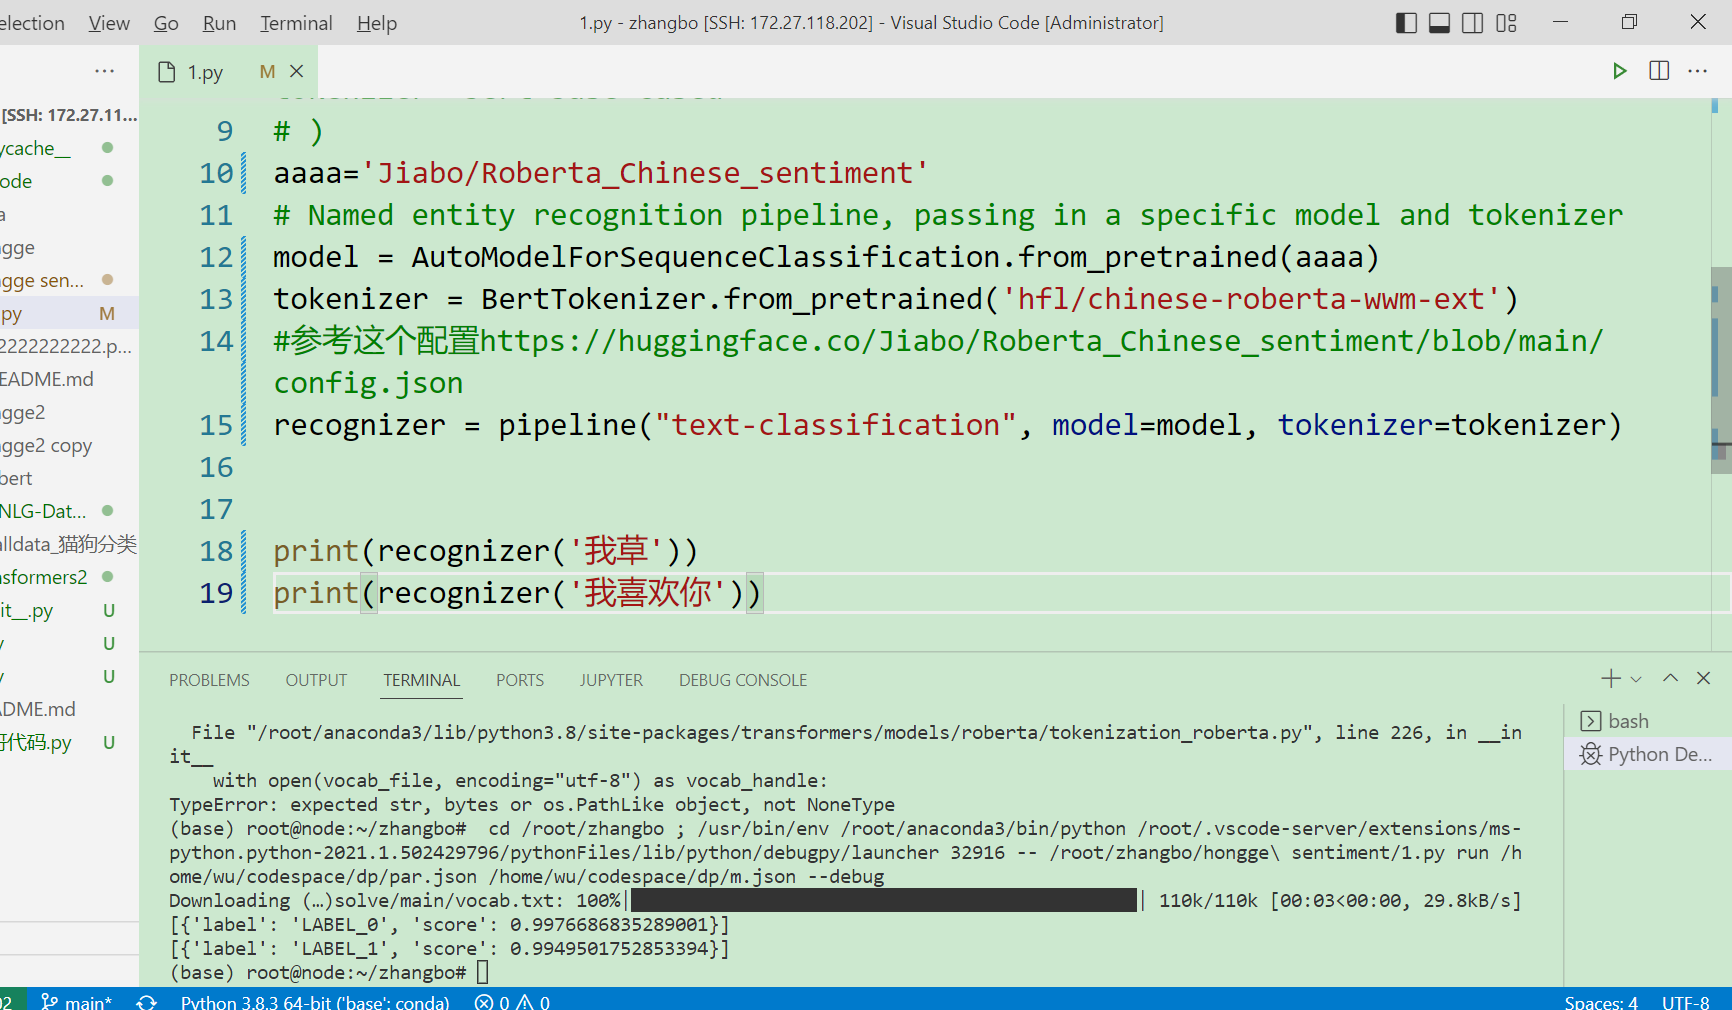 election View Go Run Terminal Help 1.py - zhangbo [SSH: 172.27.118.202] - Visual Studio Code [Administrator]
1.py M
[SSH: 172.27.11...
ycache__
ode
a
gge
gge sen...
py M
2222222222.p...
EADME.md
gge2
gge2 copy
bert
NLG-Dat...
alldata_猫狗分类
nsformers2
it__.py U
y U
y U
ADME.md
哥代码.py U
9 # )
10 aaaa='Jiabo/Roberta_Chinese_sentiment'
11 # Named entity recognition pipeline, passing in a specific model and tokenizer
12 model = AutoModelForSequenceClassification.from_pretrained(aaaa)
13 tokenizer = BertTokenizer.from_pretrained('hfl/chinese-roberta-wwm-ext')
14 #参考这个配置https://huggingface.co/Jiabo/Roberta_Chinese_sentiment/blob/main/
config.json
15 recognizer = pipeline("text-classification", model=model, tokenizer=tokenizer)
16
17
18 print(recognizer('我草'))
19 print(recognizer('我喜欢你'))
PROBLEMS OUTPUT TERMINAL PORTS JUPYTER DEBUG CONSOLE
File "/root/anaconda3/lib/python3.8/site-packages/transformers/models/roberta/tokenization_roberta.py", line 226, in __in
it__
with open(vocab_file, encoding="utf-8") as vocab_handle:
TypeError: expected str, bytes or os.PathLike object, not NoneType
(base) root@node:~/zhangbo# cd /root/zhangbo ; /usr/bin/env /root/anaconda3/bin/python /root/.vscode-server/extensions/ms-
python.python-2021.1.502429796/pythonFiles/lib/python/debugpy/launcher 32916 -- /root/zhangbo/hongge\ sentiment/1.py run /h
ome/wu/codespace/dp/par.json /home/wu/codespace/dp/m.json --debug
Downloading (…)solve/main/vocab.txt: 100%| | 110k/110k [00:03<00:00, 29.8kB/s]
[{'label': 'LABEL_0', 'score': 0.9976686835289001}]
[{'label': 'LABEL_1', 'score': 0.9949501752853394}]
(base) root@node:~/zhangbo#
bash
Python De...
02 main* Python 3.8.3 64-bit ('base': conda) 0 0 Spaces: 4 UTF-8